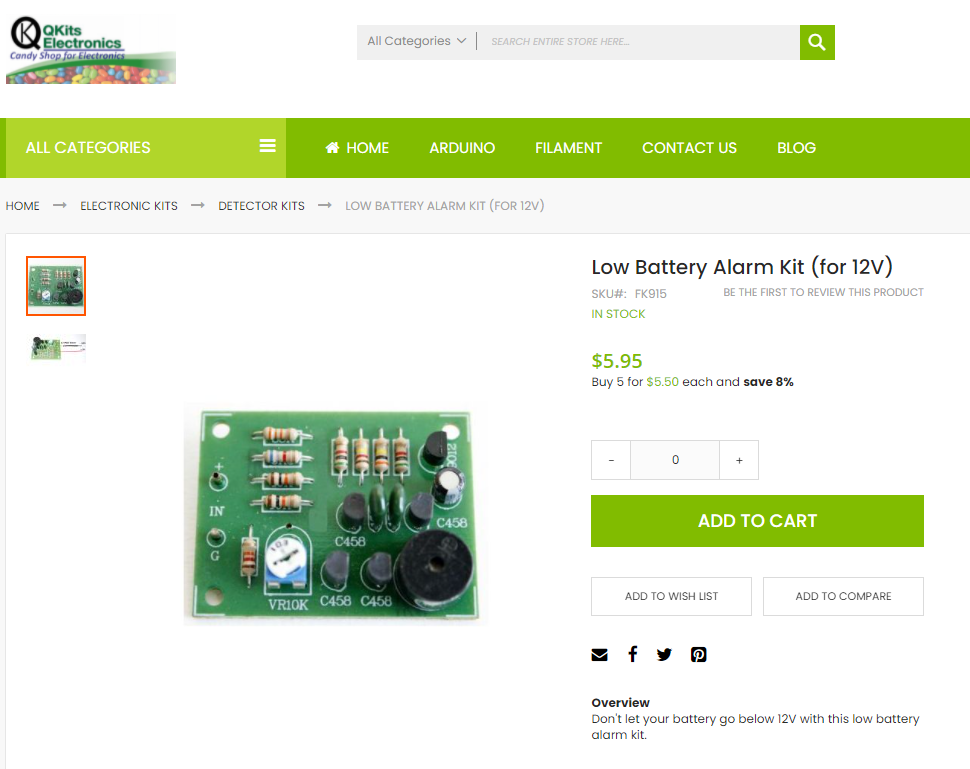 QKits
Electronics
Candy Shop for Electronics
All Categories
SEARCH ENTIRE STORE HERE...
ALL CATEGORIES
HOME
ARDUINO
FILAMENT
CONTACT US
BLOG
HOME → ELECTRONIC KITS → DETECTOR KITS → LOW BATTERY ALARM KIT (FOR 12V)
Low Battery Alarm Kit (for 12V)
SKU#: FK915
BE THE FIRST TO REVIEW THIS PRODUCT
IN STOCK
$5.95
Buy 5 for $5.50 each and save 8%
- 0 +
ADD TO CART
ADD TO WISH LIST
ADD TO COMPARE
+
IN
G
103
VR10K
C458
C458
C458
C458
9012
Overview
Don't let your battery go below 12V with this low battery
alarm kit.